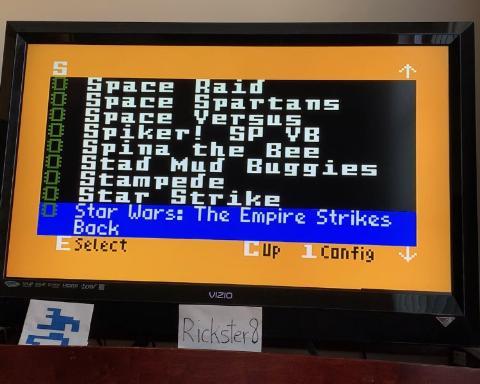 S
Space Raid
Space Spartans
Space Versus
Spiker! SP VB
Spina the Bee
Stad Mud Buggies
Stampede
Star Strike
Star Wars: The Empire Strikes
Back
E Select C Up 1 Config
VIZIO
Rickster8